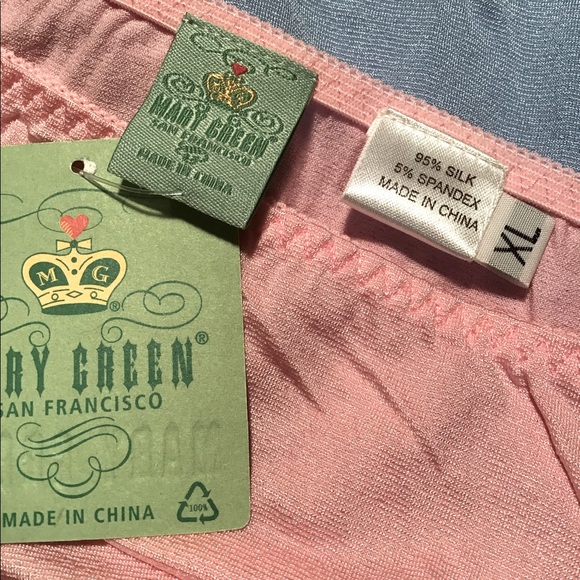 MARY GREEN
SAN FRANCISCO
MADE IN CHINA
95% SILK
5% SPANDEX
MADE IN CHINA
XL
M G ®
RY GREEN®
SAN FRANCISCO
MADE IN CHINA
100%